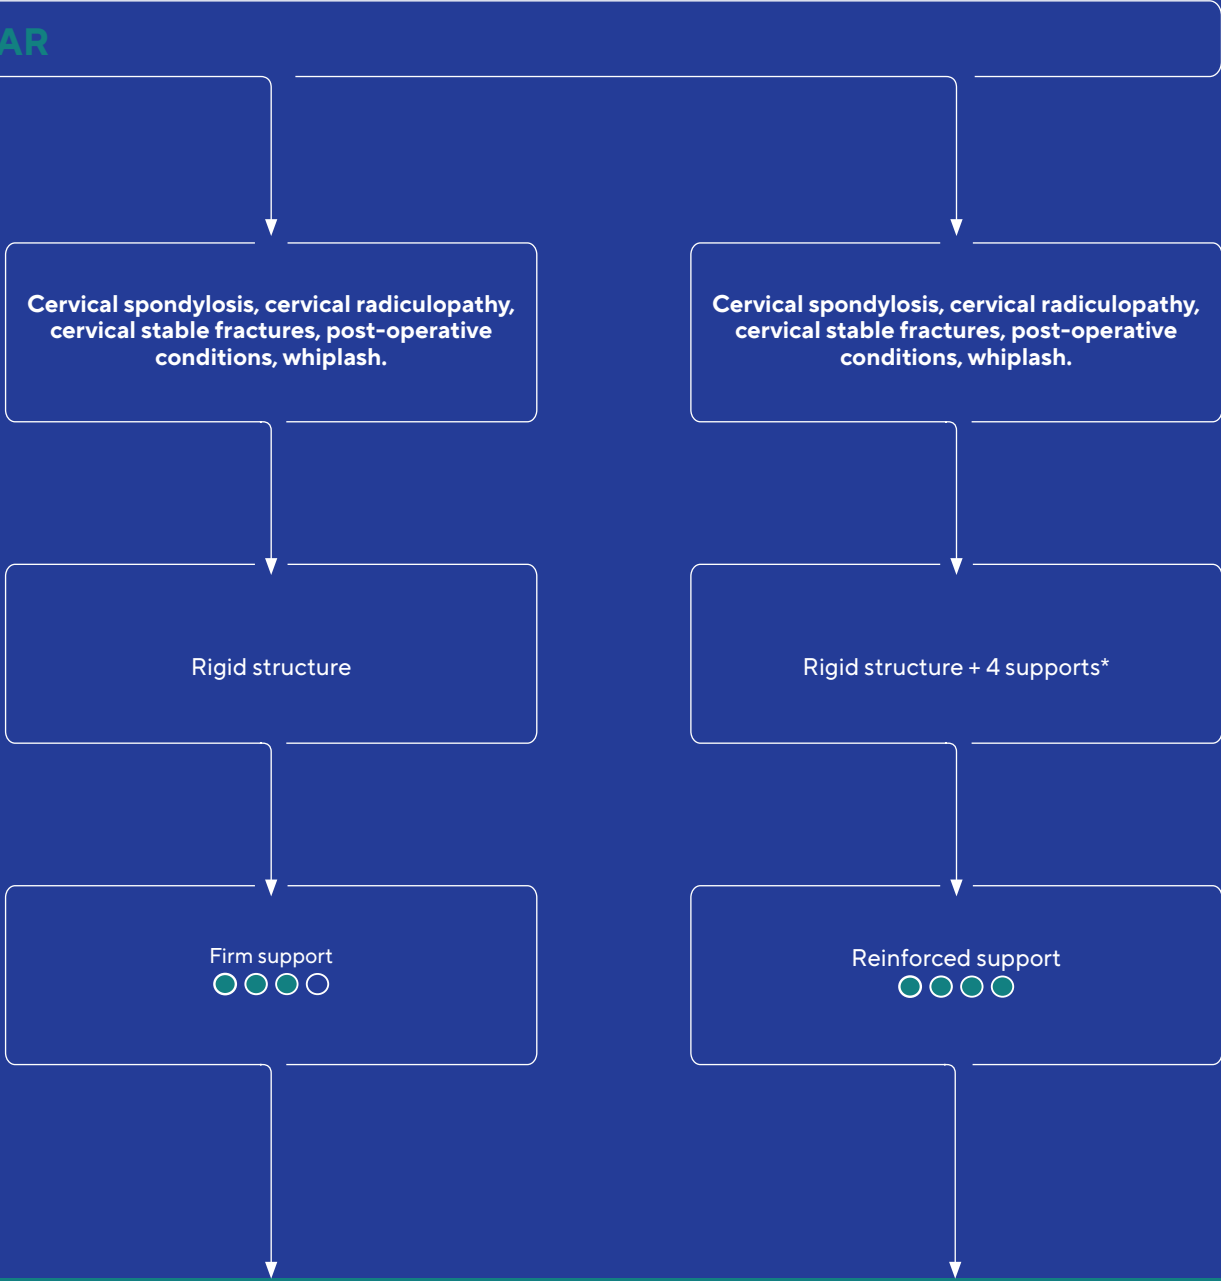 AR
Cervical spondylosis, cervical radiculopathy,
cervical stable fractures, post-operative
conditions, whiplash.
Cervical spondylosis, cervical radiculopathy,
cervical stable fractures, post-operative
conditions, whiplash.
Rigid structure
Rigid structure + 4 supports*
Firm support
Reinforced support